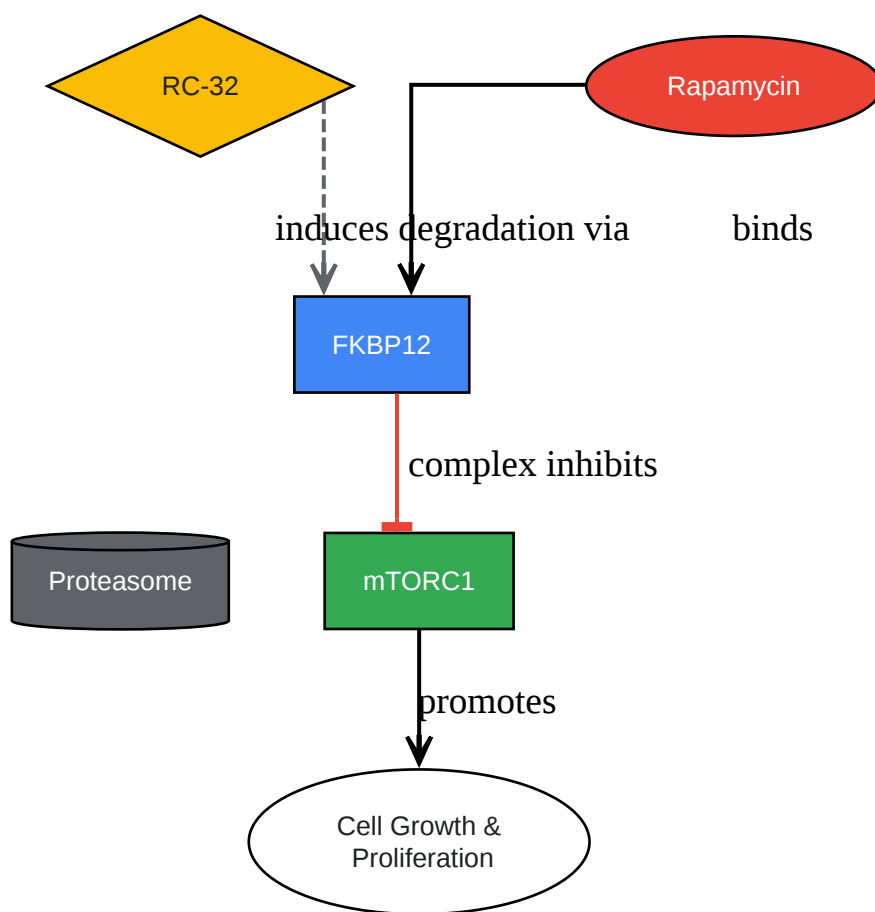 RC-32
Rapamycin
induces degradation via
binds
FKBP12
complex inhibits
Proteasome
mTORC1
promotes
Cell Growth &
Proliferation